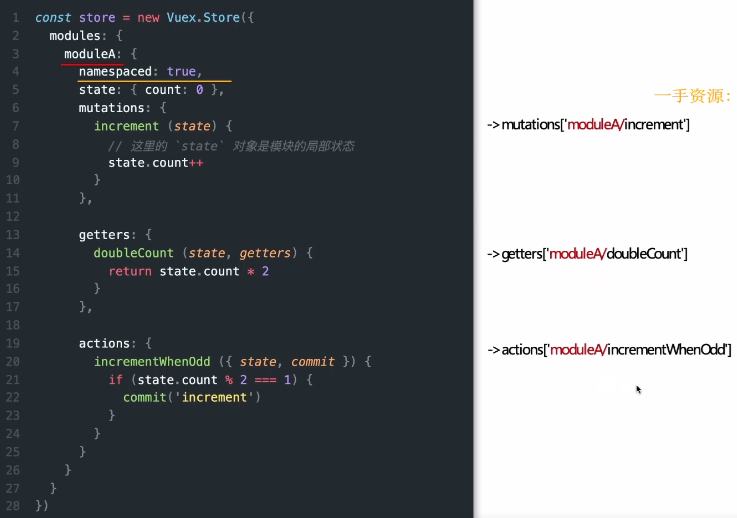 1 const store = new Vuex.Store({
2 modules: {
3 moduleA: {
4 namespaced: true,
5 state: { count: 0 },
一手资源:
6 mutations: {
7 increment (state) {
->mutations['moduleA/increment']
8 // 这里的 `state` 对象是模块的局部状态
9 state.count++
10 }
11 },
12
13 getters: {
14 doubleCount (state, getters) {
->getters['moduleA/doubleCount']
15 return state.count * 2
16 }
17 },
18
19 actions: {
->actions['moduleA/incrementWhenOdd']
20 incrementWhenOdd ({ state, commit }) {
21 if (state.count % 2 === 1) {
22 commit('increment')
23 }
24 }
25 }
26 }
27 }
28 })